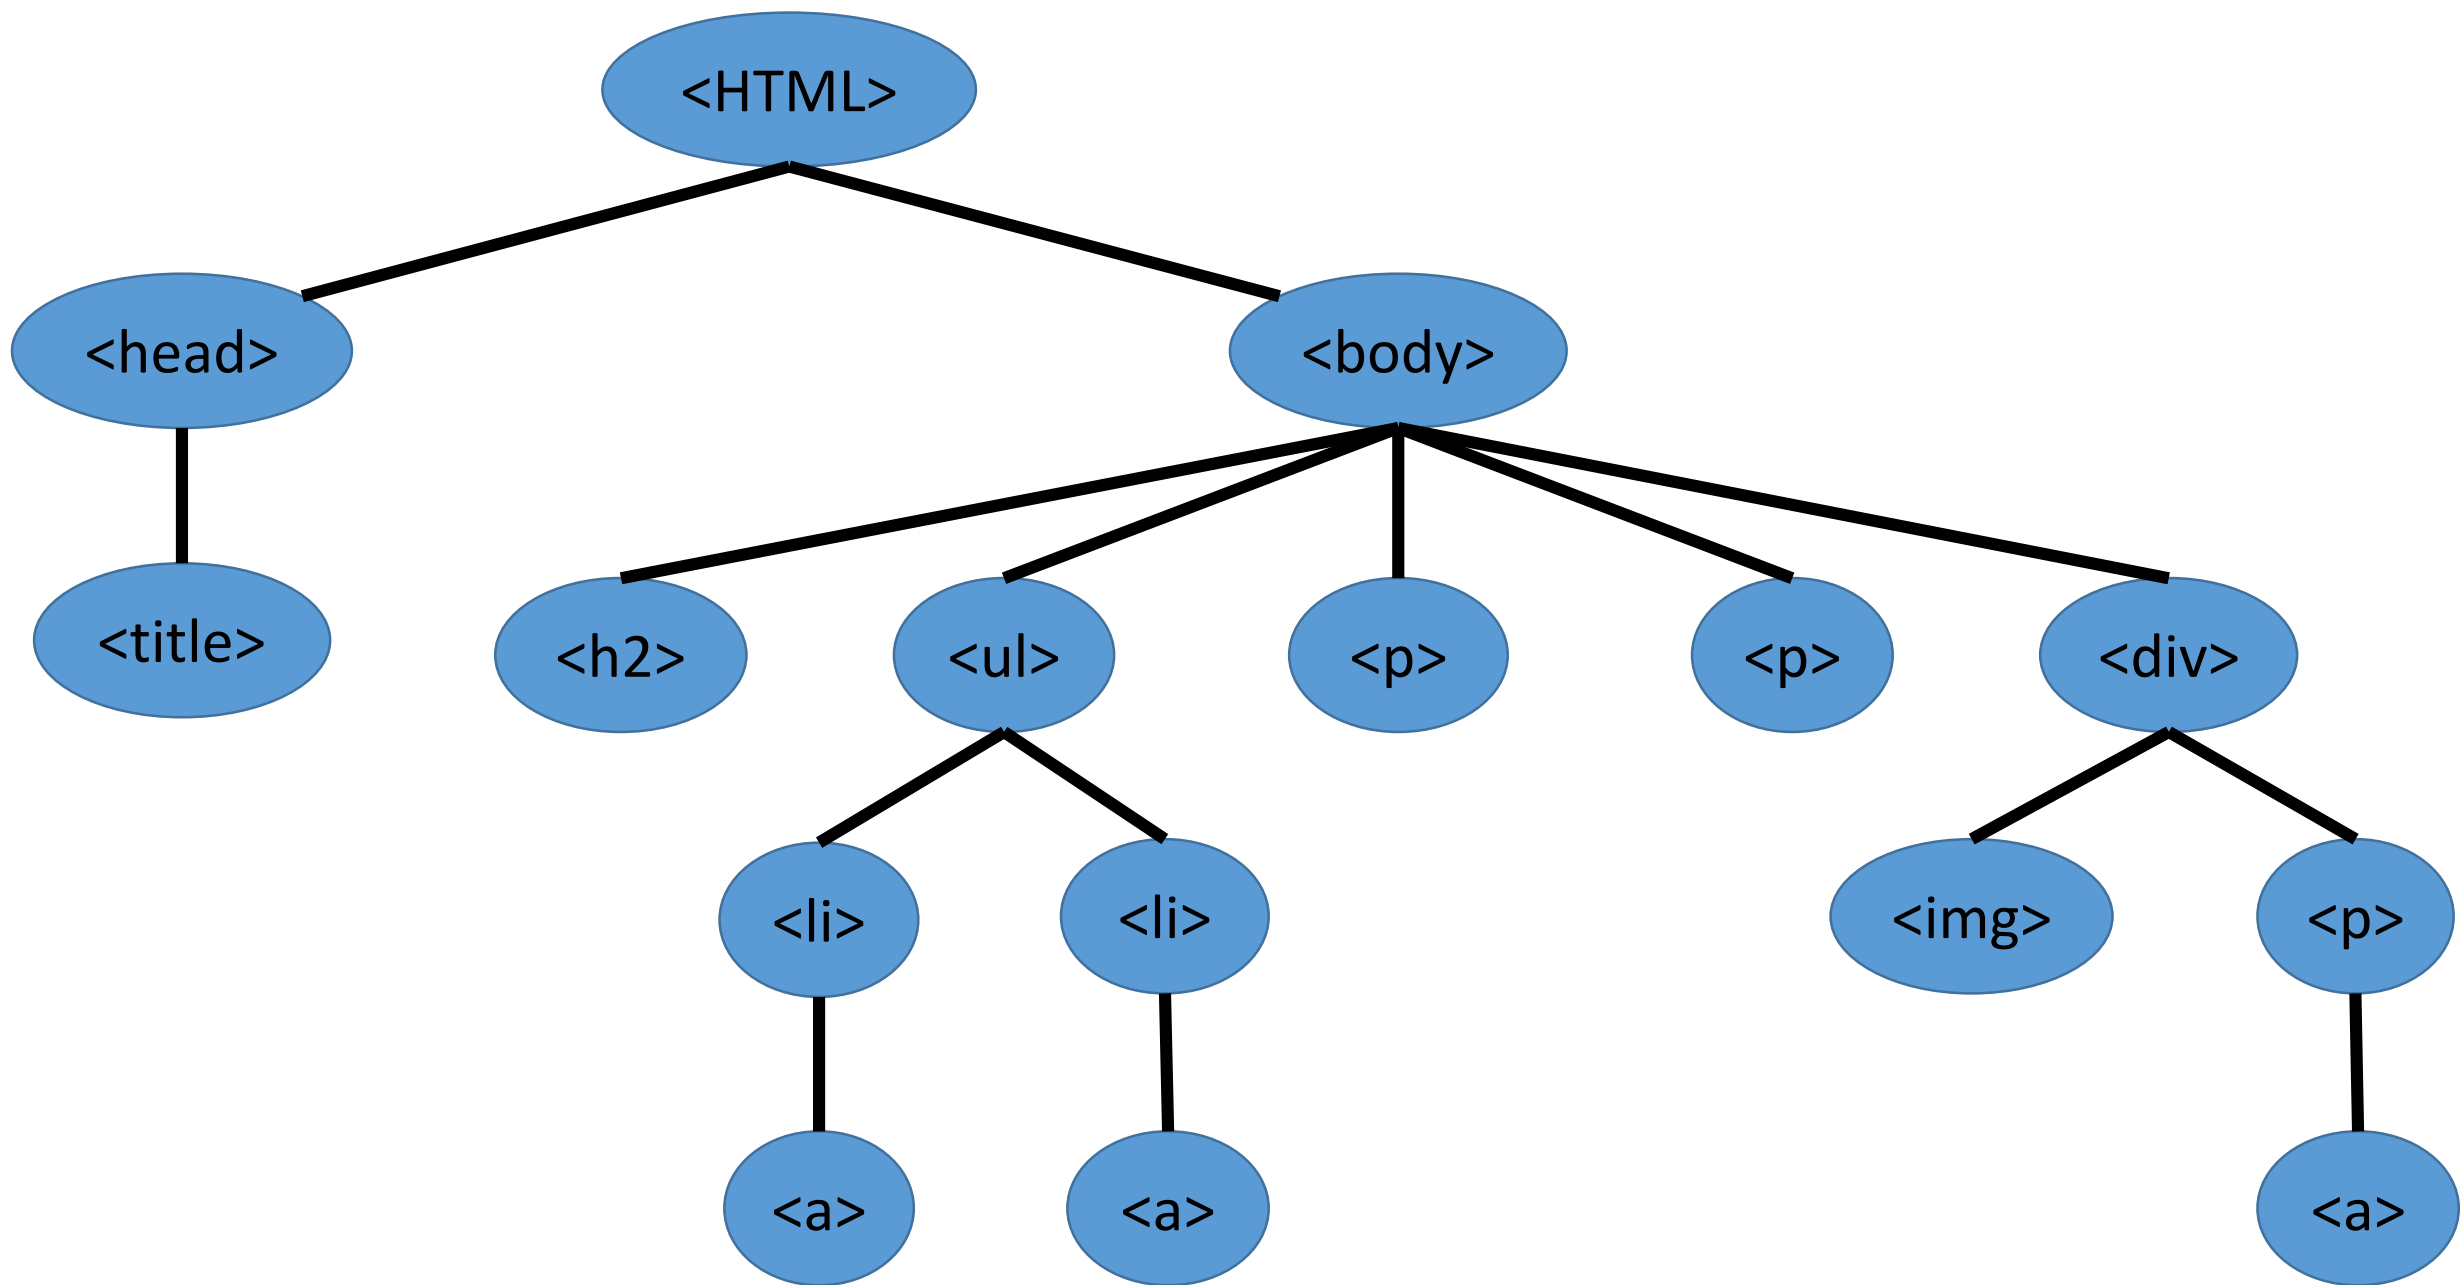 <HTML>
<head>
<body>
<title>
<h2>
<ul>
<p>
<p>
<div>
<li>
<li>
<img>
<p>
<a>
<a>
<a>